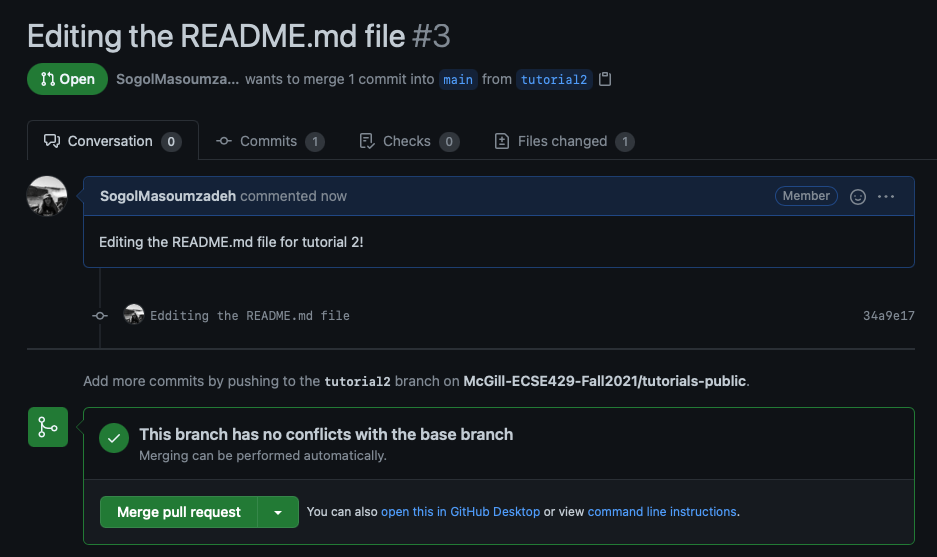 Editing the README.md file #3
Open SogolMasoumza... wants to merge 1 commit into main from tutorial2
Conversation 0 Commits 1 Checks 0 Files changed 1
SogolMasoumzadeh commented now Member
Editing the README.md file for tutorial 2!
Edditing the README.md file 34a9e17
Add more commits by pushing to the tutorial2 branch on McGill-ECSE429-Fall2021/tutorials-public.
This branch has no conflicts with the base branch
Merging can be performed automatically.
Merge pull request You can also open this in GitHub Desktop or view command line instructions.